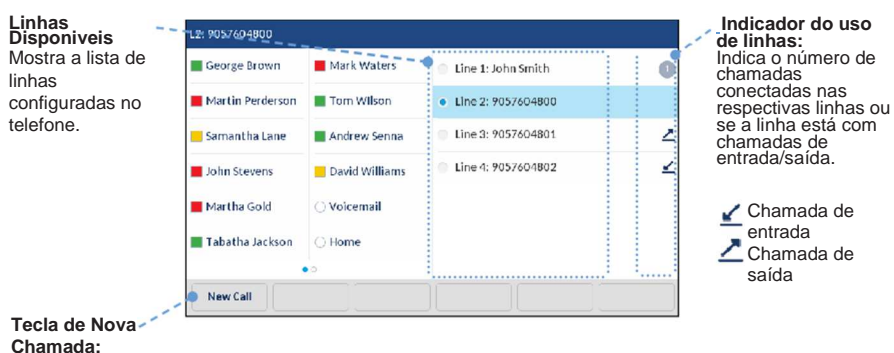 Linhas
Disponiveis
Mostra a lista de
linhas
configuradas no
telefone.
L2: 9057604800
George Brown
Mark Waters
Martin Perderson
Tom WIlson
Samantha Lane
Andrew Senna
John Stevens
David Williams
Martha Gold
Voicemail
Tabatha Jackson
Home
Line 1: John Smith
1
Line 2: 9057604800
Line 3: 9057604801
Line 4: 9057604802
New Call
Indicador do uso
de linhas:
Indica o número de
chamadas
conectadas nas
respectivas linhas ou
se a linha está com
chamadas de
entrada/saída.
Chamada de
entrada
Chamada de
saída
Tecla de Nova
Chamada: